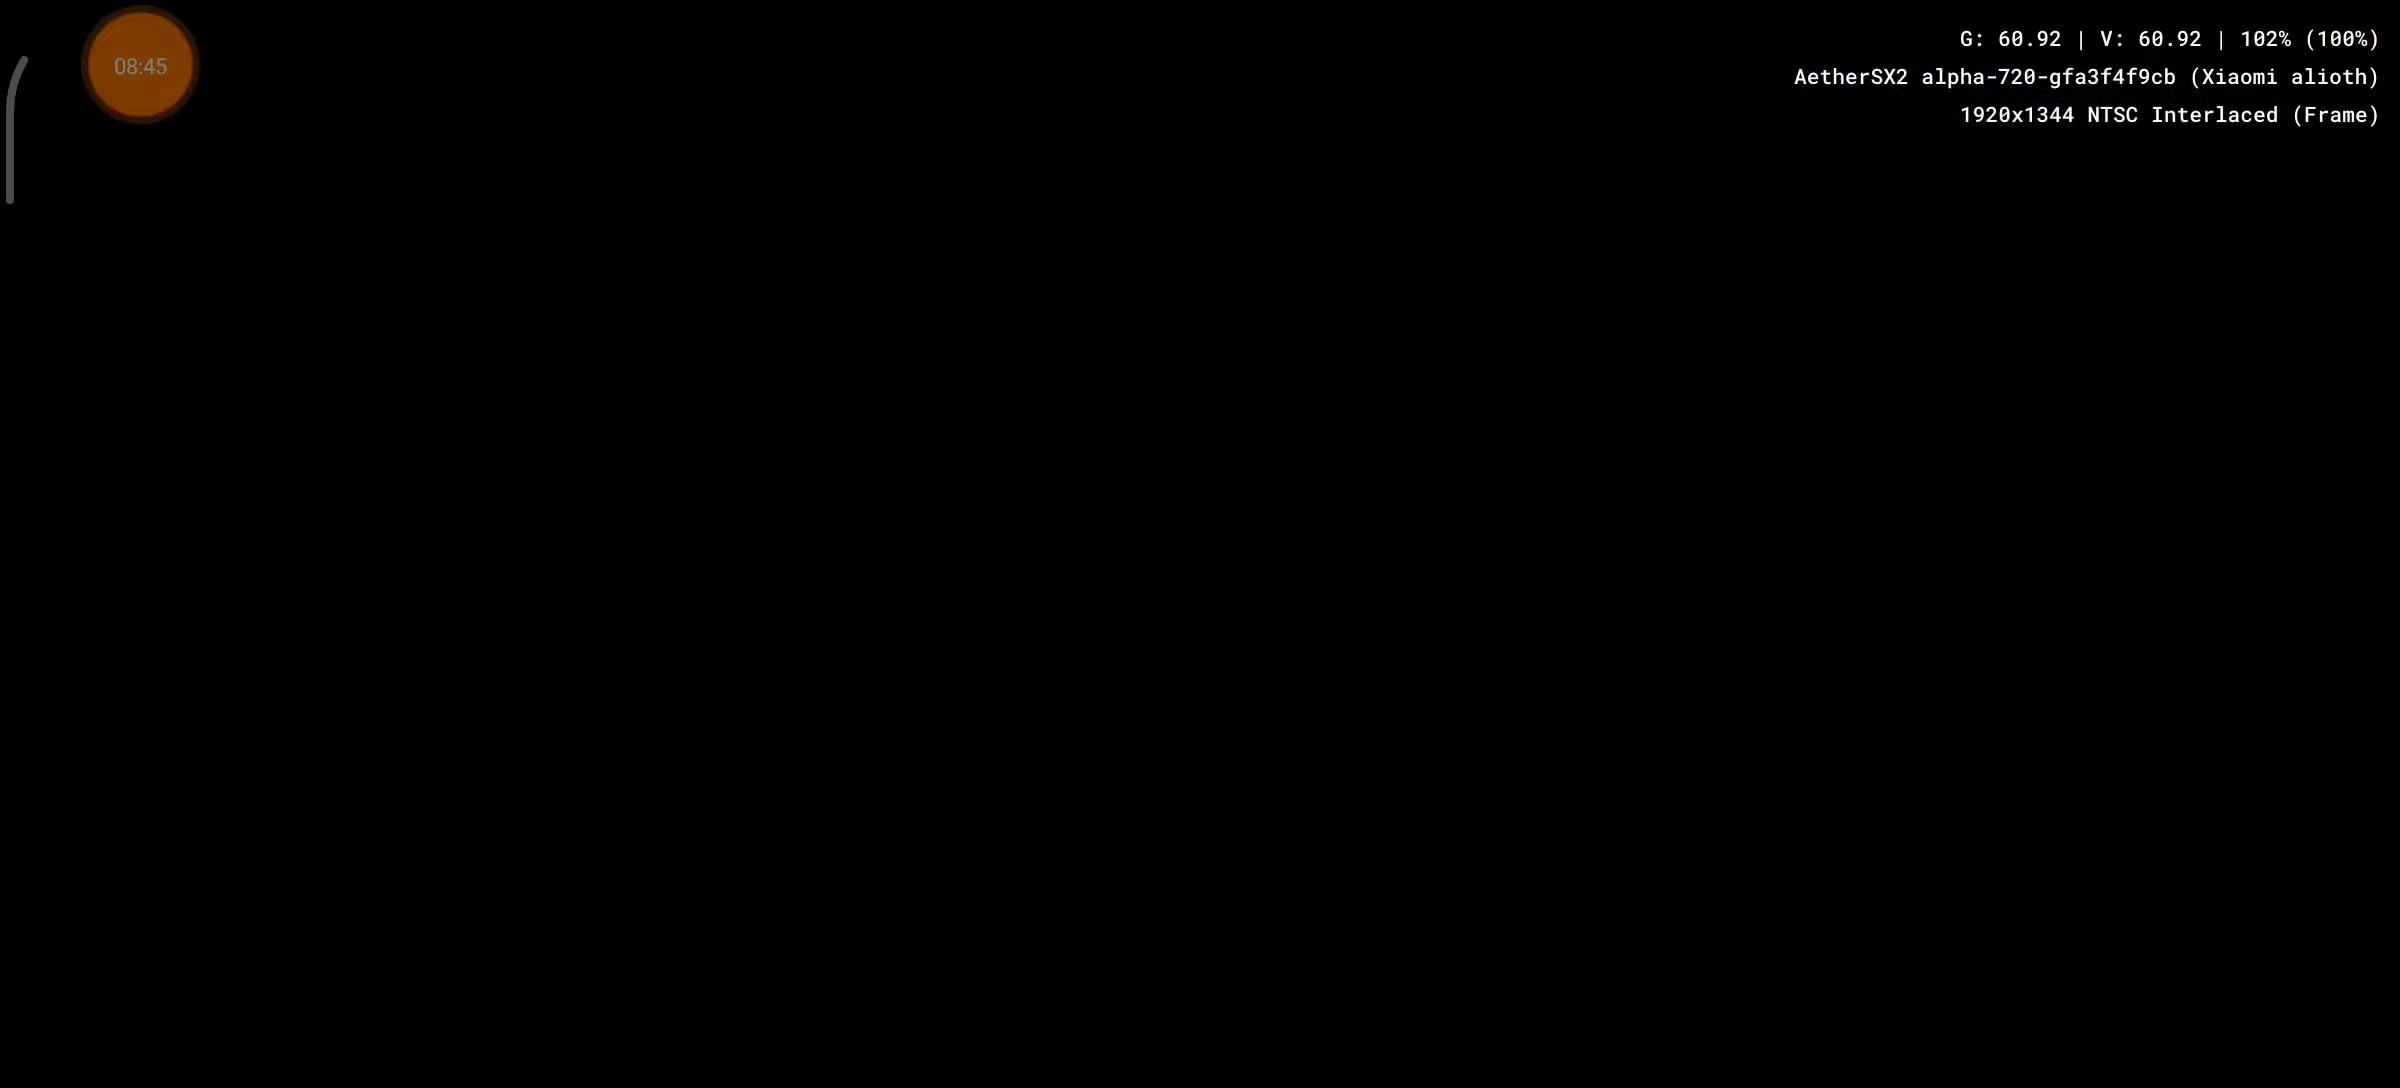 08:45
G: 60.92 | V: 60.92 | 102% (100%)
AetherSX2 alpha-720-gfa3f4f9cb (Xiaomi alioth)
1920x1344 NTSC Interlaced (Frame)